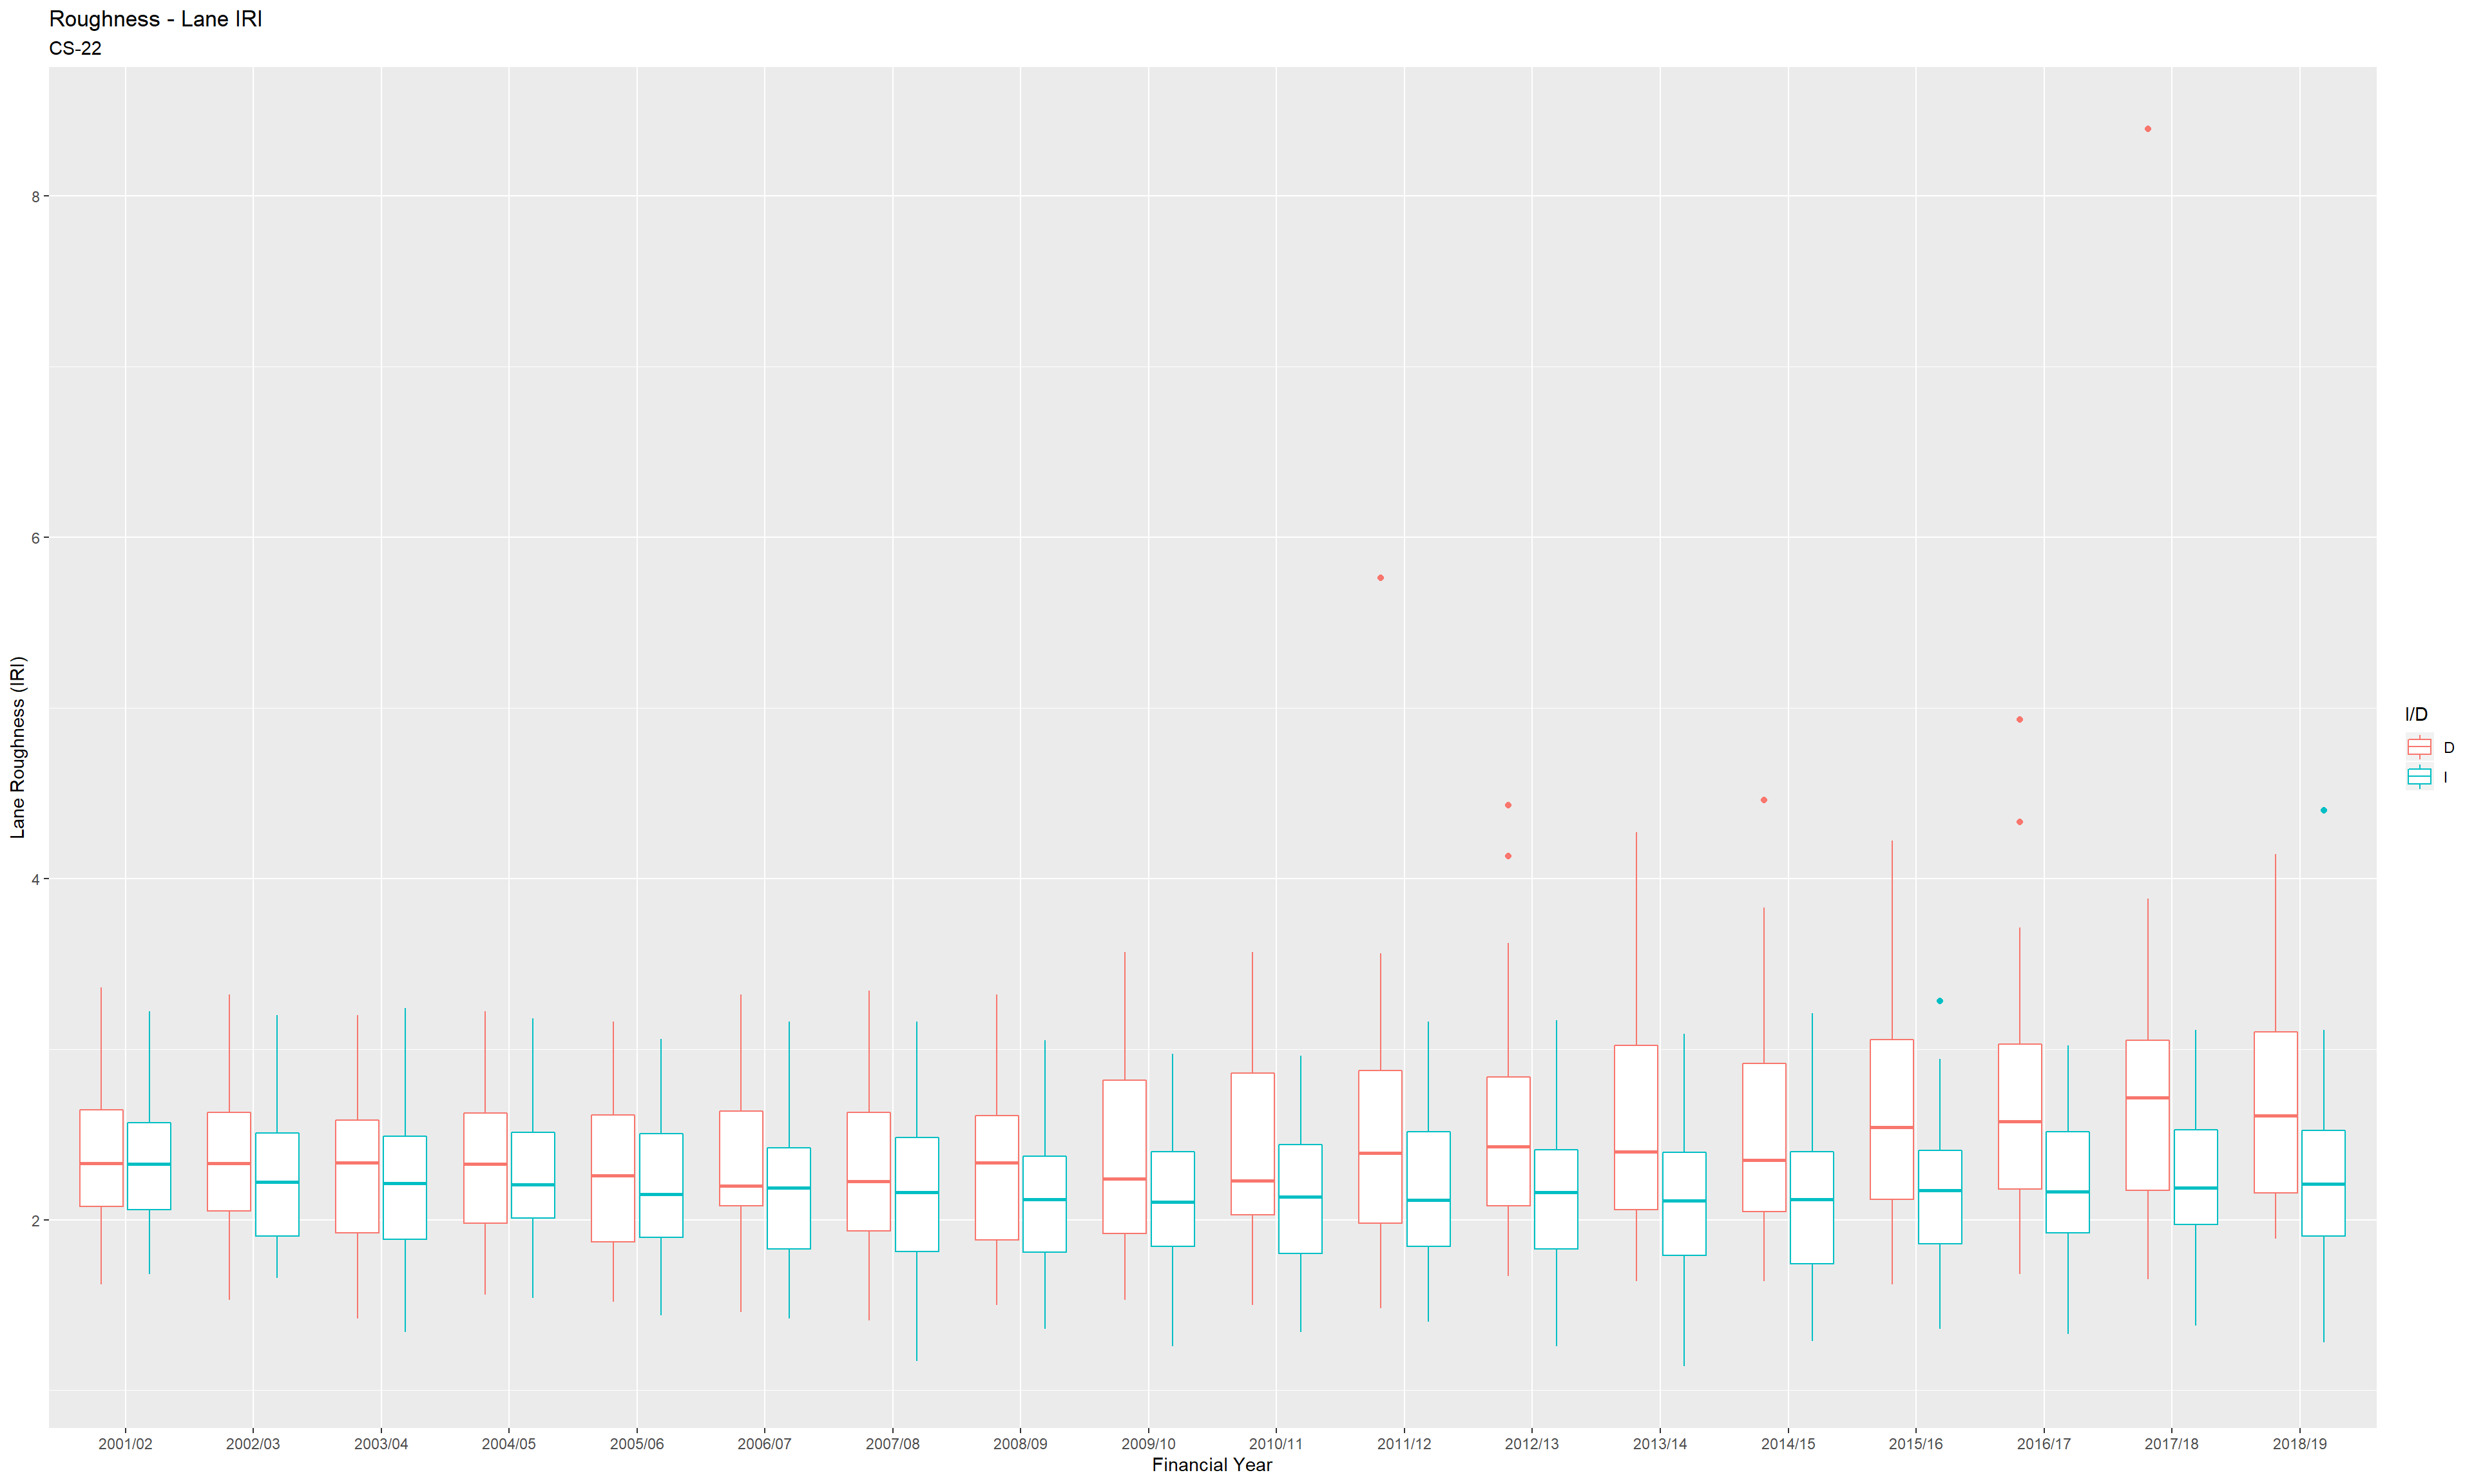 Roughness - Lane IRI
CS-22
Lane Roughness (IRI)
8
6
4
2
2001/02 2002/03 2003/04 2004/05 2005/06 2006/07 2007/08 2008/09 2009/10 2010/11 2011/12 2012/13 2013/14 2014/15 2015/16 2016/17 2017/18 2018/19
Financial Year
I/D
D
I